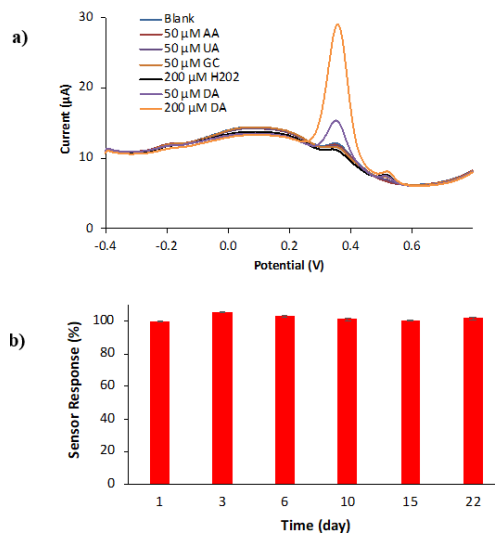 a)
30
20
10
0
Current (µA)
Blank
50 µM AA
50 µM UA
50 µM GC
200 µM H202
50 µM DA
200 µM DA
-0.4
-0.2
0.0
0.2
0.4
0.6
Potential (V)
b)
100
80
60
40
20
0
Sensor Response (%)
1
3
6
10
15
22
Time (day)